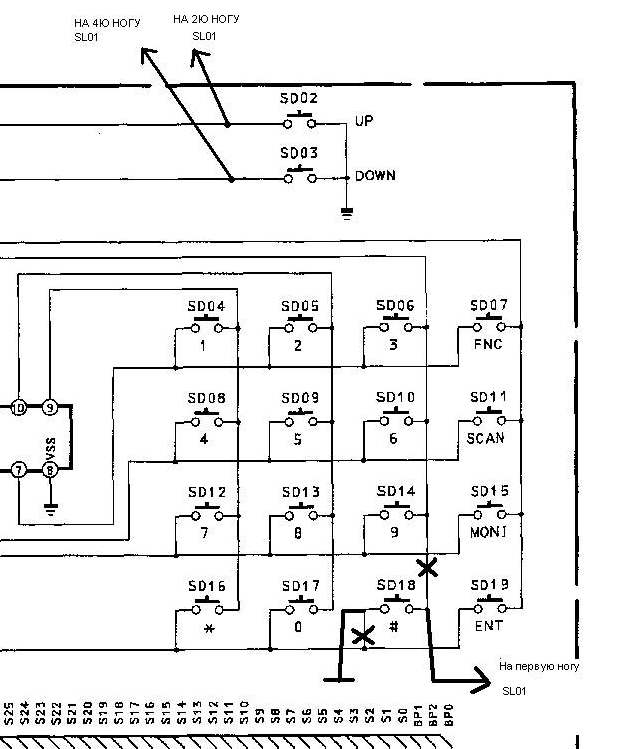 НА 4Ю НОГУ
SL01
НА 2Ю НОГУ
SL01
SD02
UP
SD03
DOWN
SD04
SD05
SD06
SD07
1
2
3
FNC
SD08
SD09
SD10
SD11
4
5
6
SCAN
10
9
VSS
7
8
SD12
SD13
SD14
SD15
7
8
9
MONI
SD16
SD17
SD18
SD19
*
0
#
ENT
На первую ногу
SL01
S25
S24
S23
S22
S21
S20
S19
S18
S17
S16
S15
S14
S13
S12
S11
S10
S9
S8
S7
S6
S5
S4
S3
S2
S1
S0
BP1
BP2
BP0